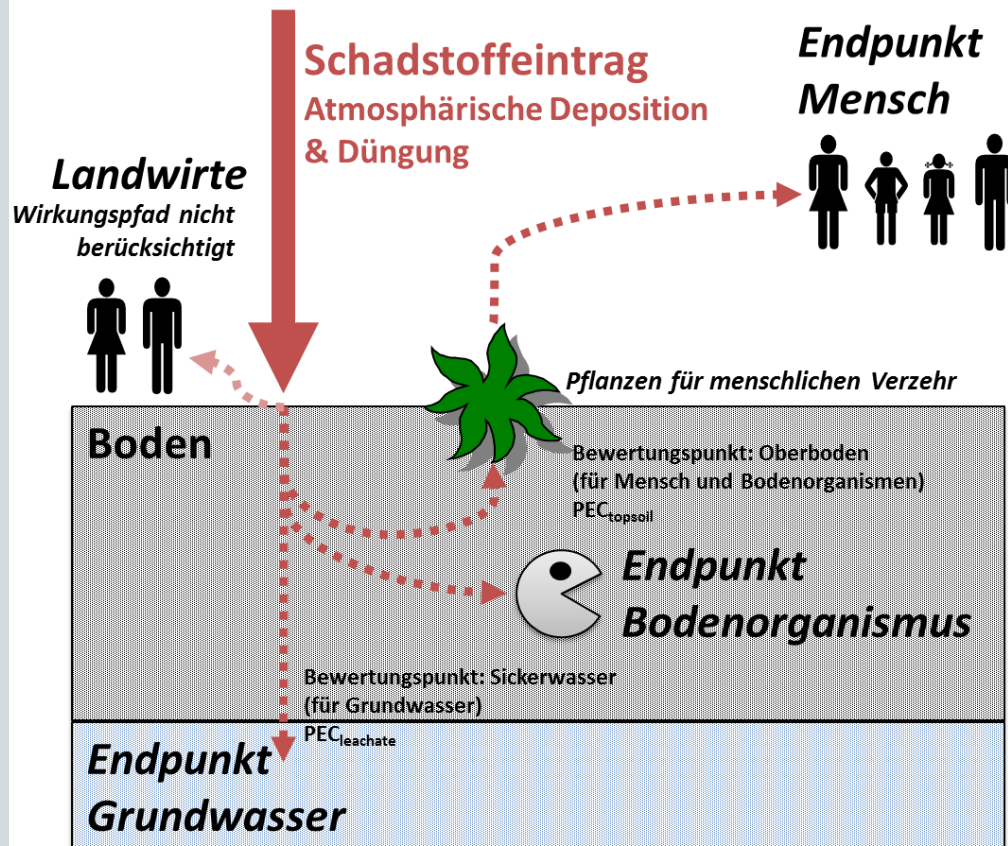 Schadstoffeintrag
Atmosphärische Deposition
& Düngung
Endpunkt
Mensch
Landwirte
Wirkungspfad nicht
berücksichtigt
Pflanzen für menschlichen Verzehr
Boden
Bewertungspunkt: Oberboden
(für Mensch und Bodenorganismen)
PECtopsoil
Endpunkt
Bodenorganismus
Bewertungspunkt: Sickerwasser
(für Grundwasser)
PECleachate
Endpunkt
Grundwasser